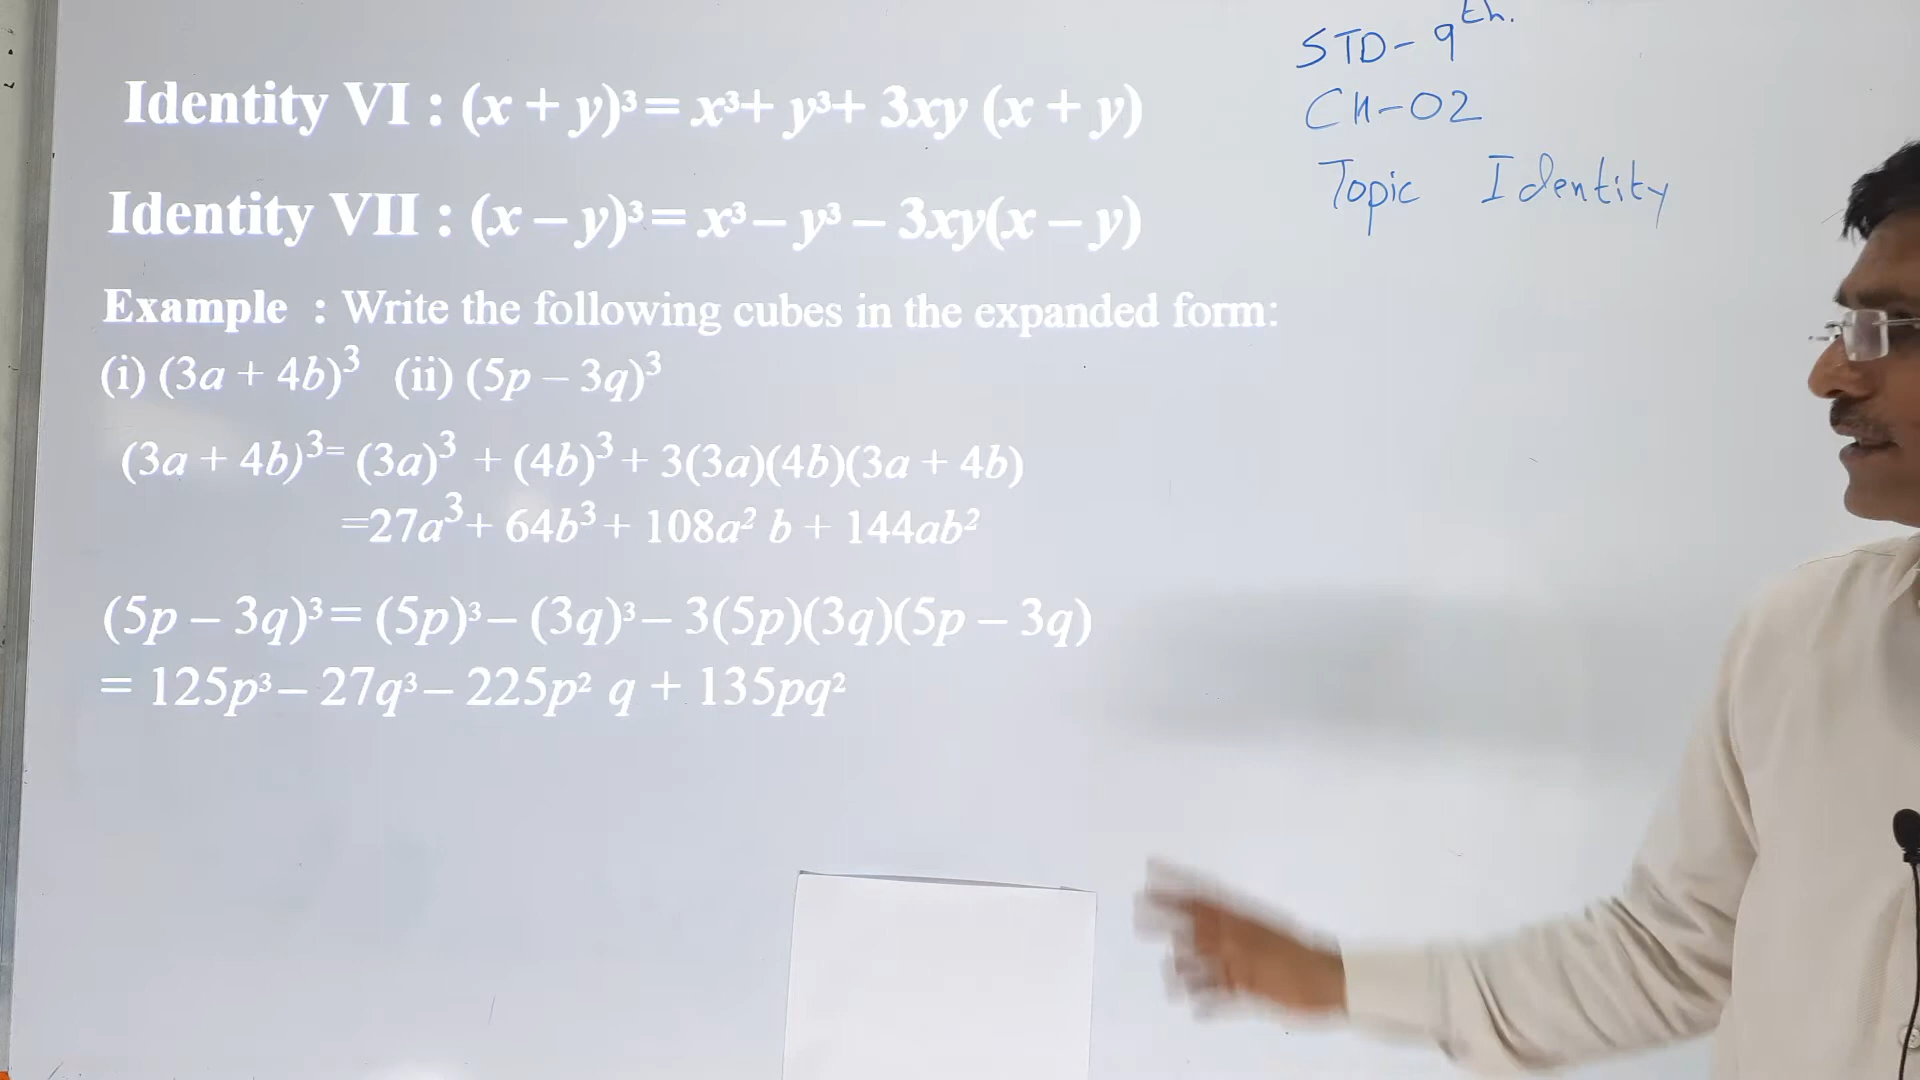 STD-9th.
CH-02
Topic Identity
Identity VI : (x + y)³= x³+ y³+ 3xy (x + y)
Identity VII : (x – y)³= x³– y³ – 3xy(x – y)
Example : Write the following cubes in the expanded form:
(i) (3a + 4b)³ (ii) (5p – 3q)³
(3a + 4b)³⁼ (3a)³ + (4b)³ + 3(3a)(4b)(3a + 4b)
=27a³+ 64b³ + 108a² b + 144ab²
(5p – 3q)³= (5p)³– (3q)³– 3(5p)(3q)(5p – 3q)
= 125p³– 27q³– 225p² q + 135pq²